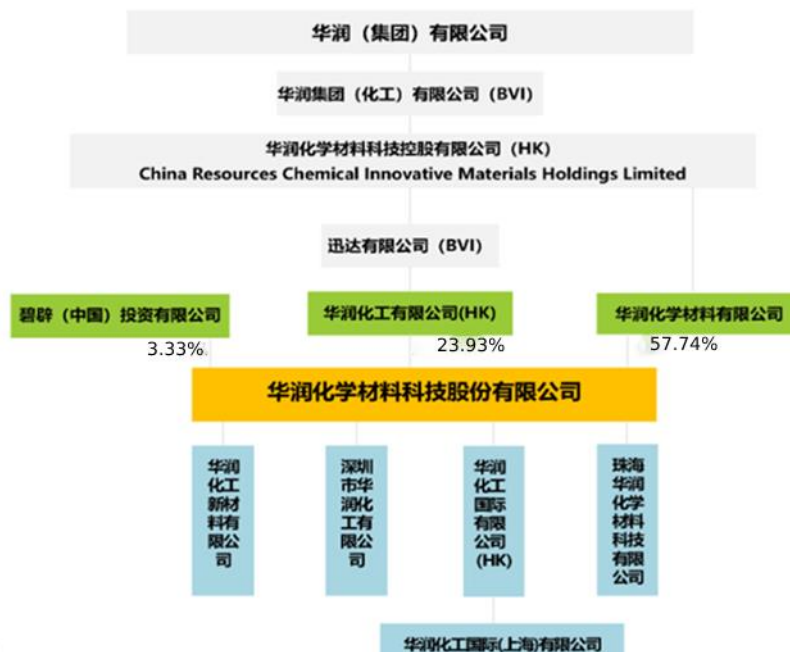 华润（集团）有限公司
华润集团（化工）有限公司（BVI）
华润化学材料科技控股有限公司（HK）
China Resources Chemical Innovative Materials Holdings Limited
迅达有限公司（BVI）
碧辟（中国）投资有限公司
华润化工有限公司(HK)
华润化学材料有限公司
3.33%
23.93%
57.74%
华润化学材料科技股份有限公司
华润
化工
新材
料有
限公
司
深圳
市华
润化
工有
限公
司
华润
化工
国际
有限
公司
(HK)
珠海
华润
化学
材料
科技
有限
公司
华润化工国际(上海)有限公司